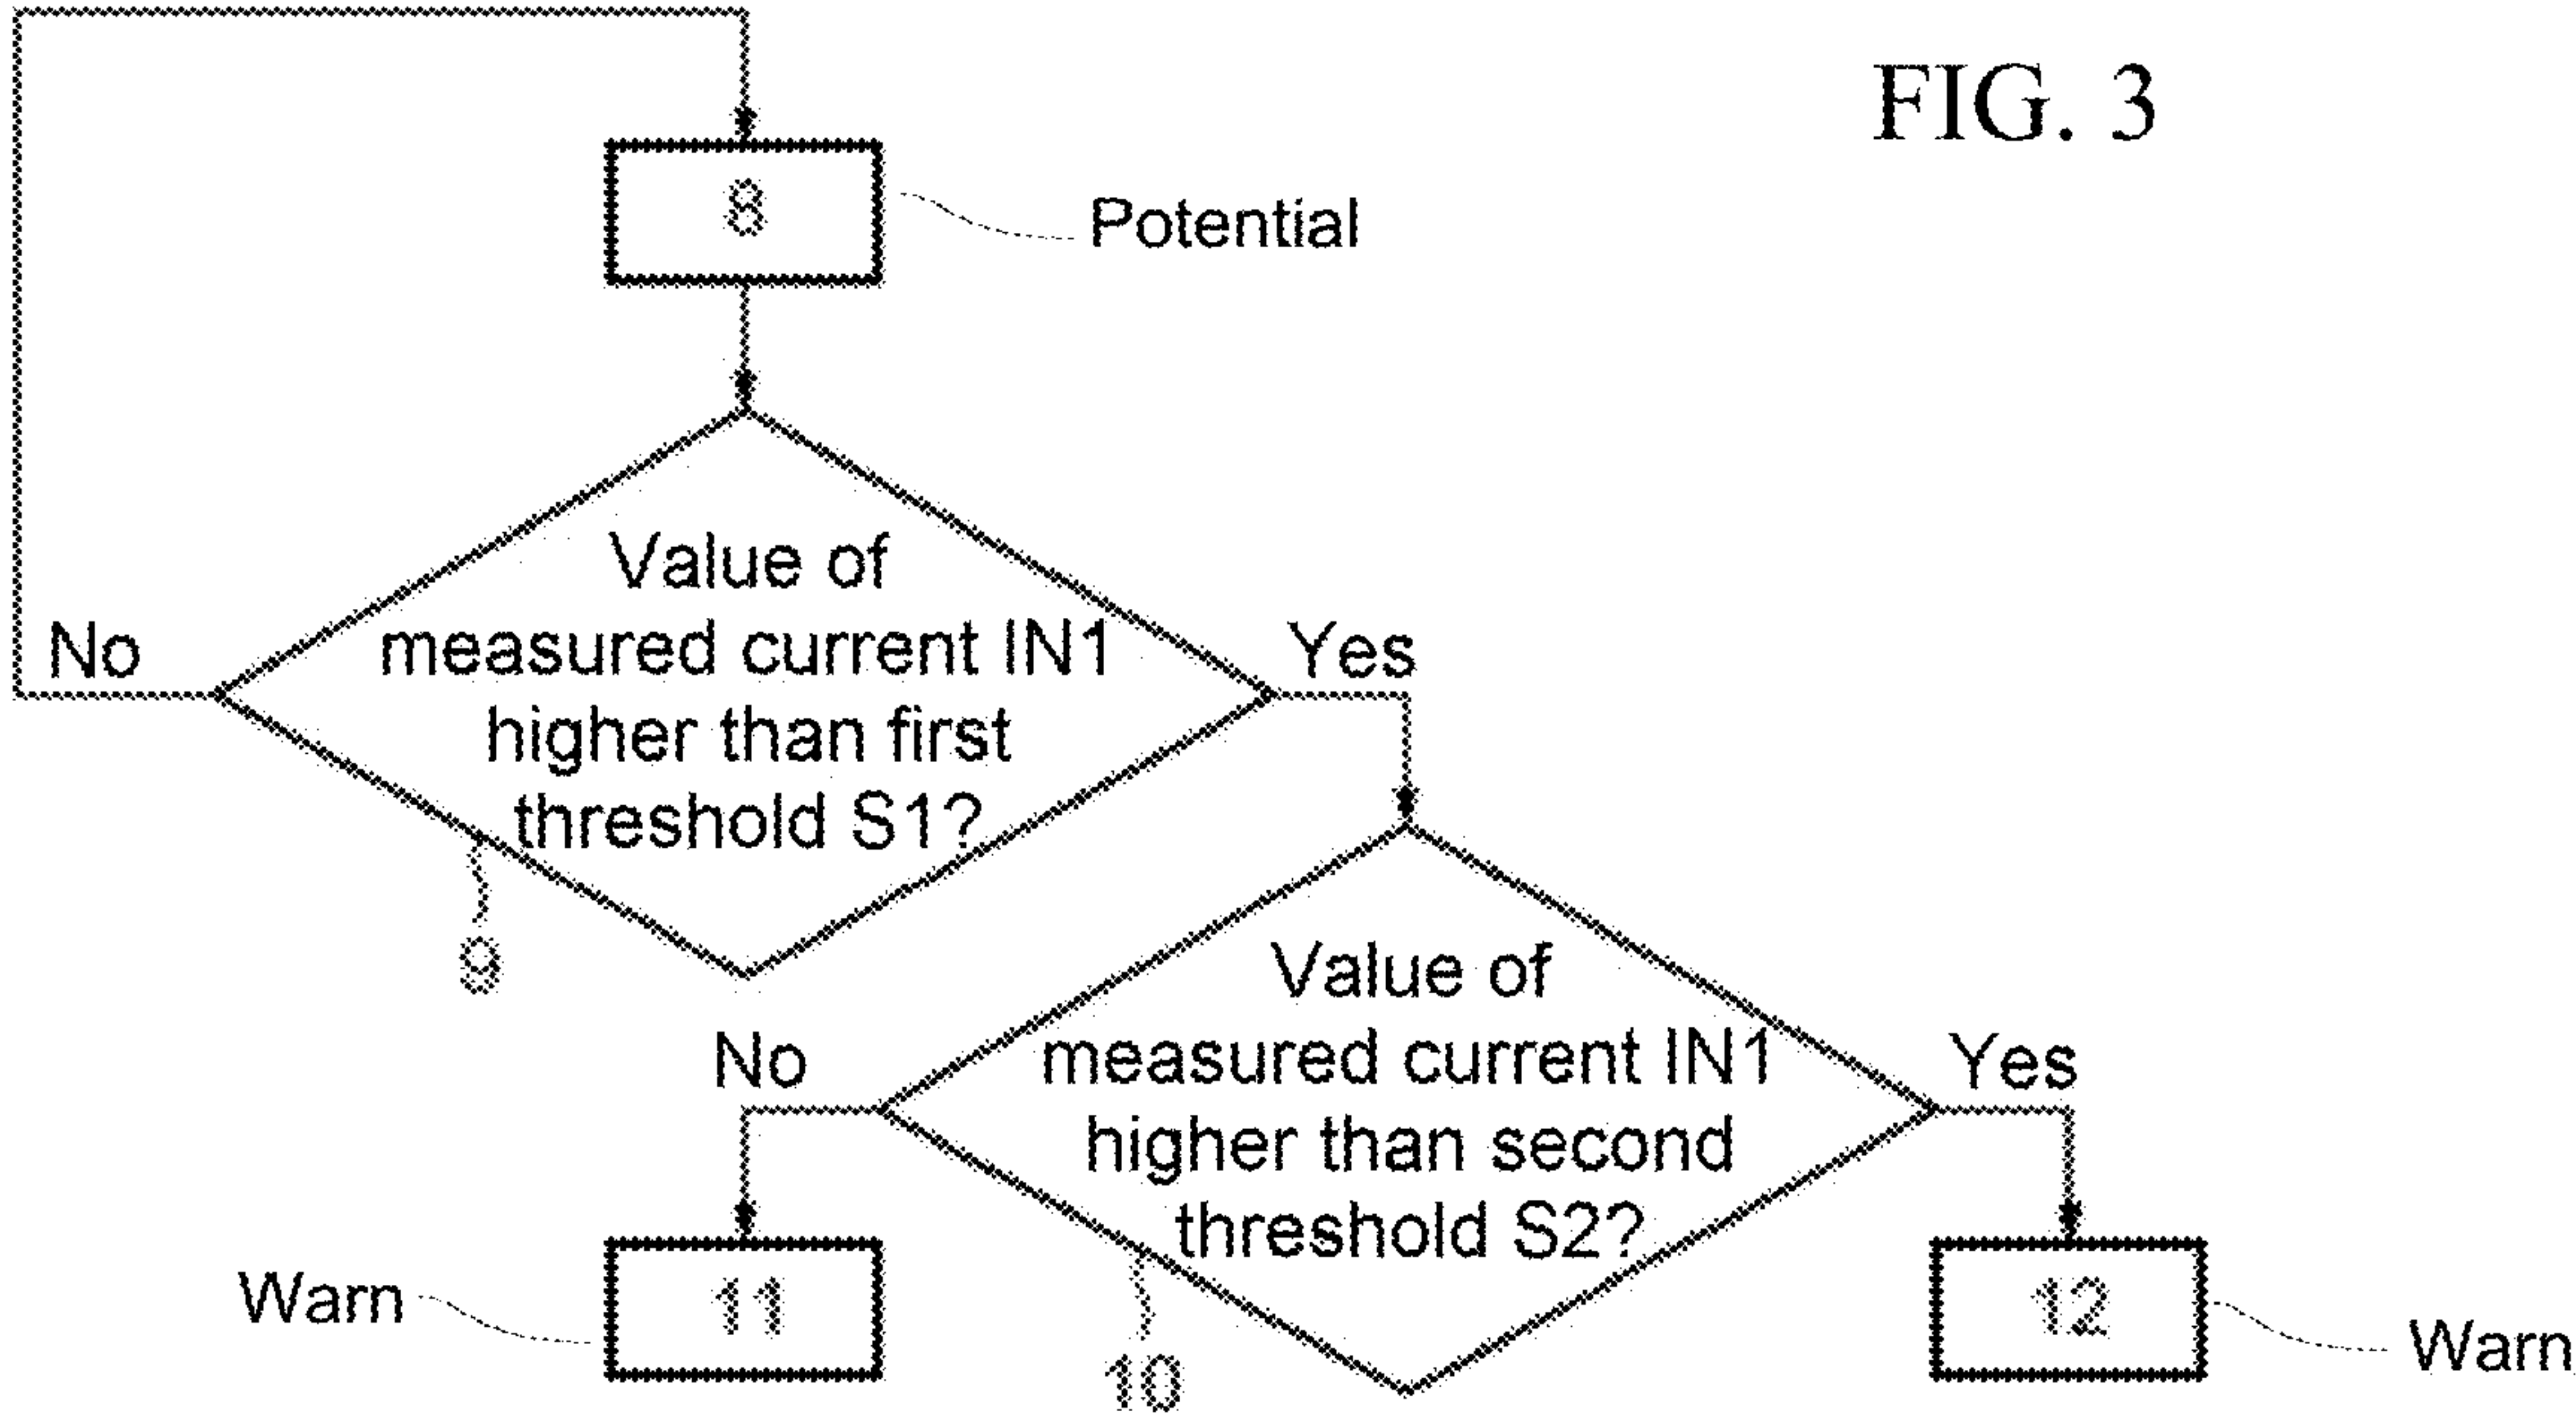 FIG. 3
8
Potential
Value of
measured current IN1
higher than first
threshold S1?
No
Yes
9
Value of
measured current IN1
higher than second
threshold S2?
No
Yes
10
Warn
11
12
Warn